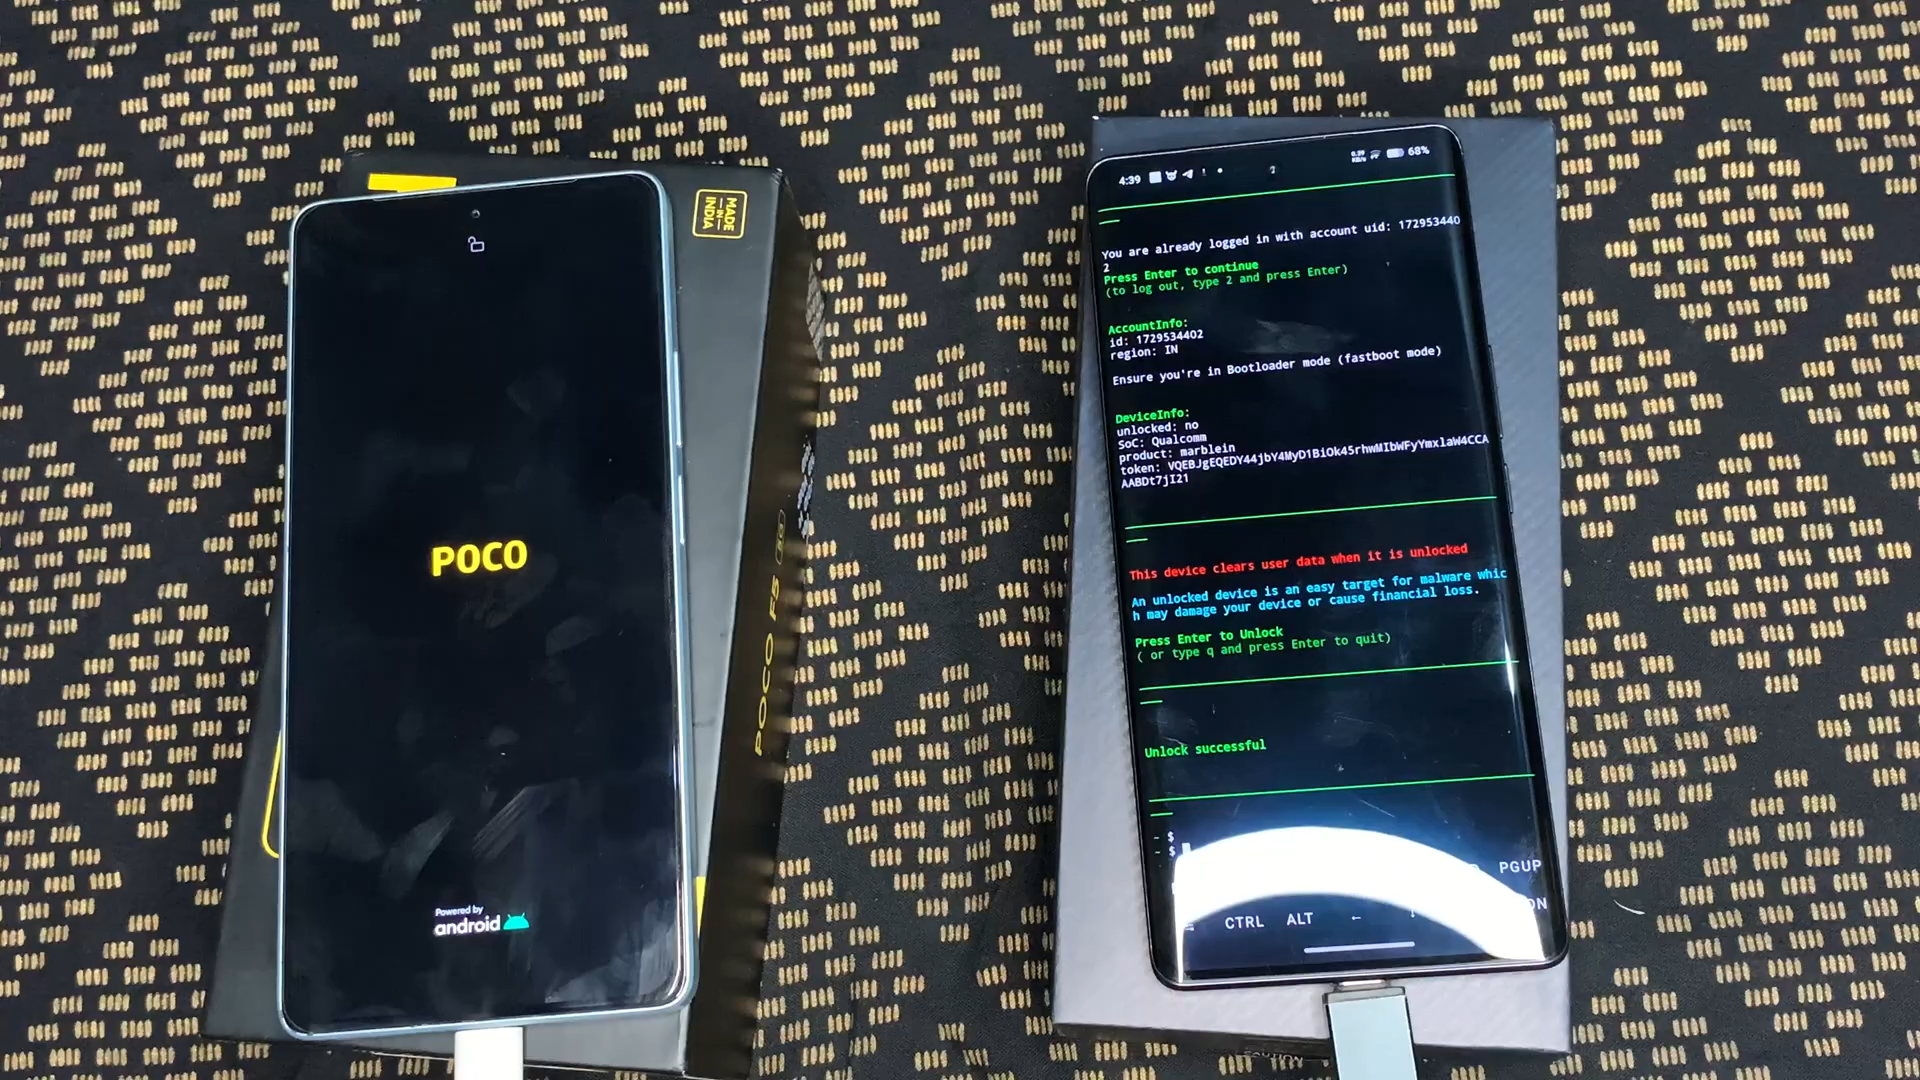 MADE
IN
INDIA
POCO
Powered by
android
POCO F5 5G
4:39
0.39
KB/s
68%
You are already logged in with account uid: 172953440
2
Press Enter to continue
(to log out, type 2 and press Enter)
AccountInfo:
id: 1729534402
region: IN
Ensure you're in Bootloader mode (fastboot mode)
DeviceInfo:
unlocked: no
SoC: Qualcomm
product: marblein
token: VQEBJgEQEDY44jbY4MyD1BiOk45rhwMIbWFyYmxlaW4CCA
AABDt7jI21
This device clears user data when it is unlocked
An unlocked device is an easy target for malware whic
h may damage your device or cause financial loss.
Press Enter to Unlock
( or type q and press Enter to quit)
Unlock successful
~ $
~ $
PGUP
CTRL ALT ←